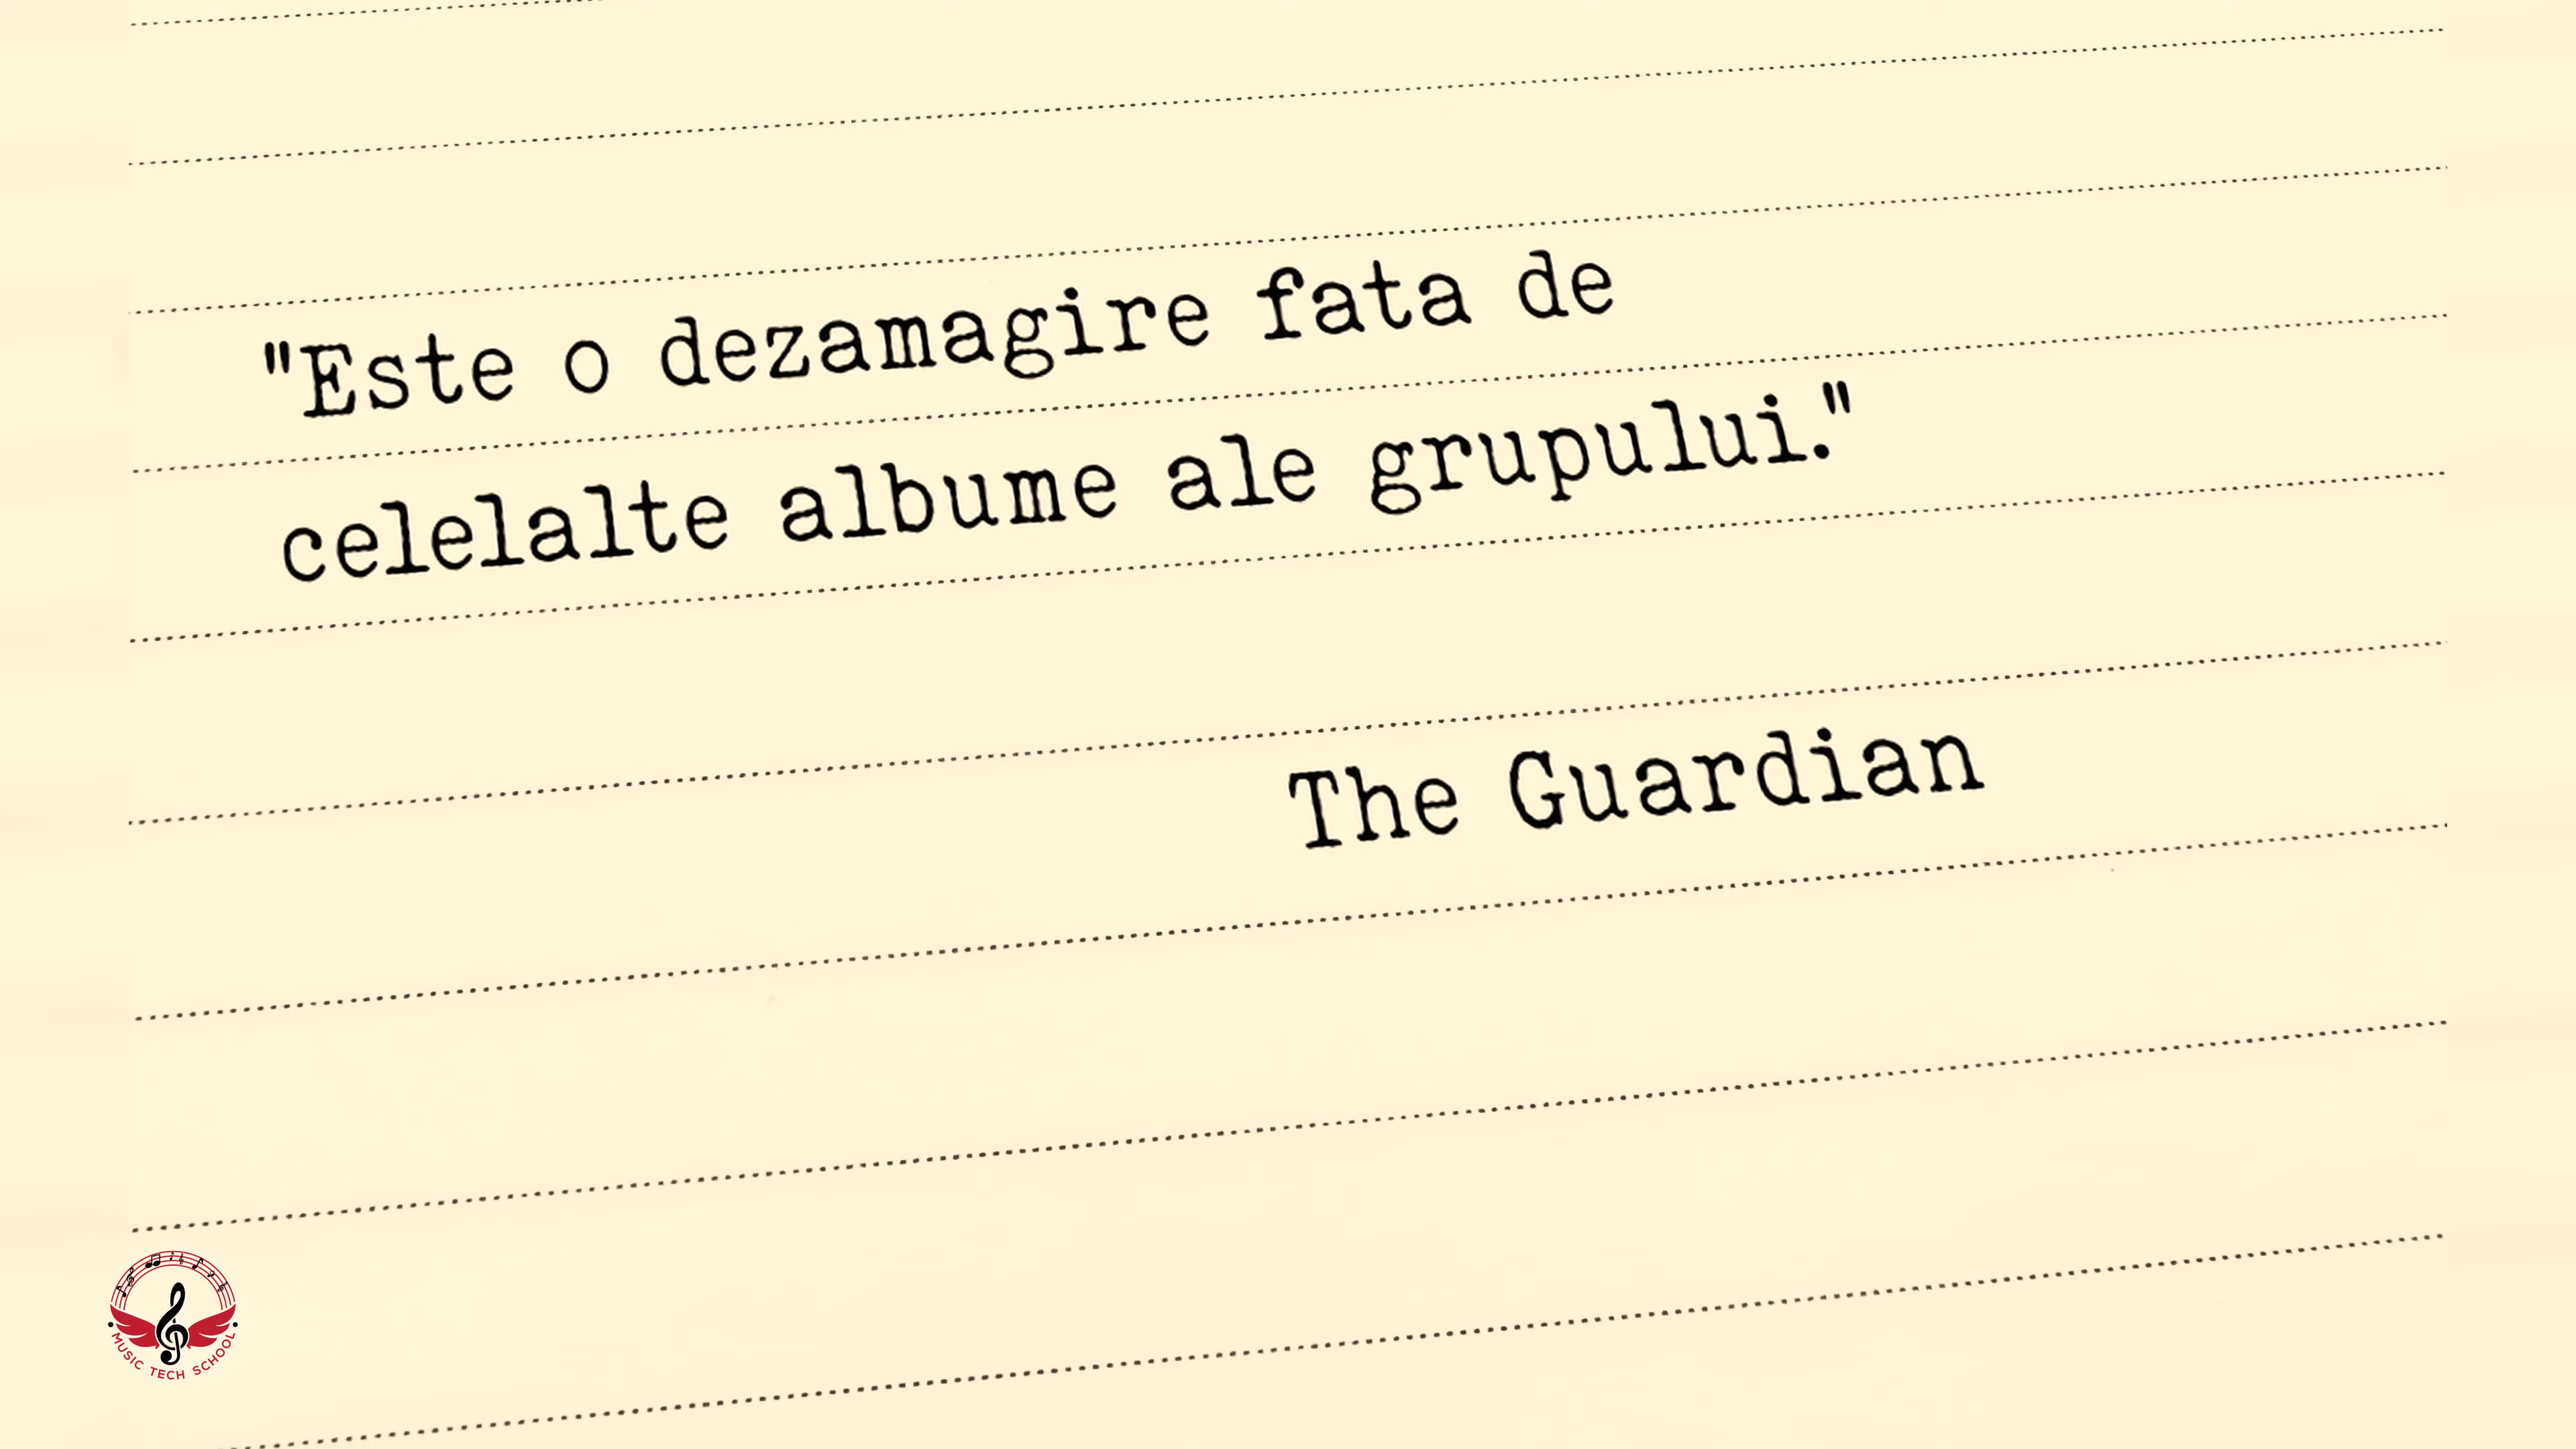 "Este o dezamagire fata de
celelalte albume ale grupului."
The Guardian
MUSIC TECH SCHOOL